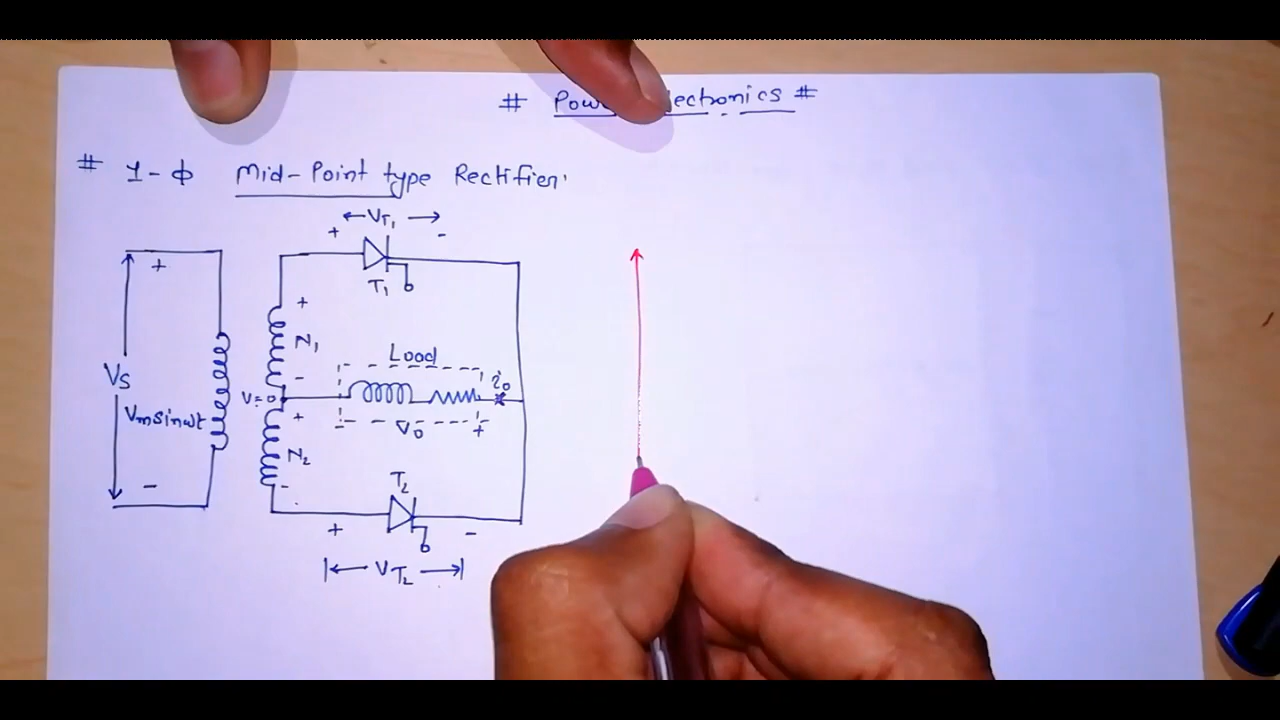 # Power Electronics #
# 1-ϕ Mid-Point type Rectifier.
← VT1 →
+ -
+
T1
+
N1
-
Load
i0
Vs
V=0
Vmsinωt
+
V0
+
N2
-
T2
-
+ -
|← VT2 →|